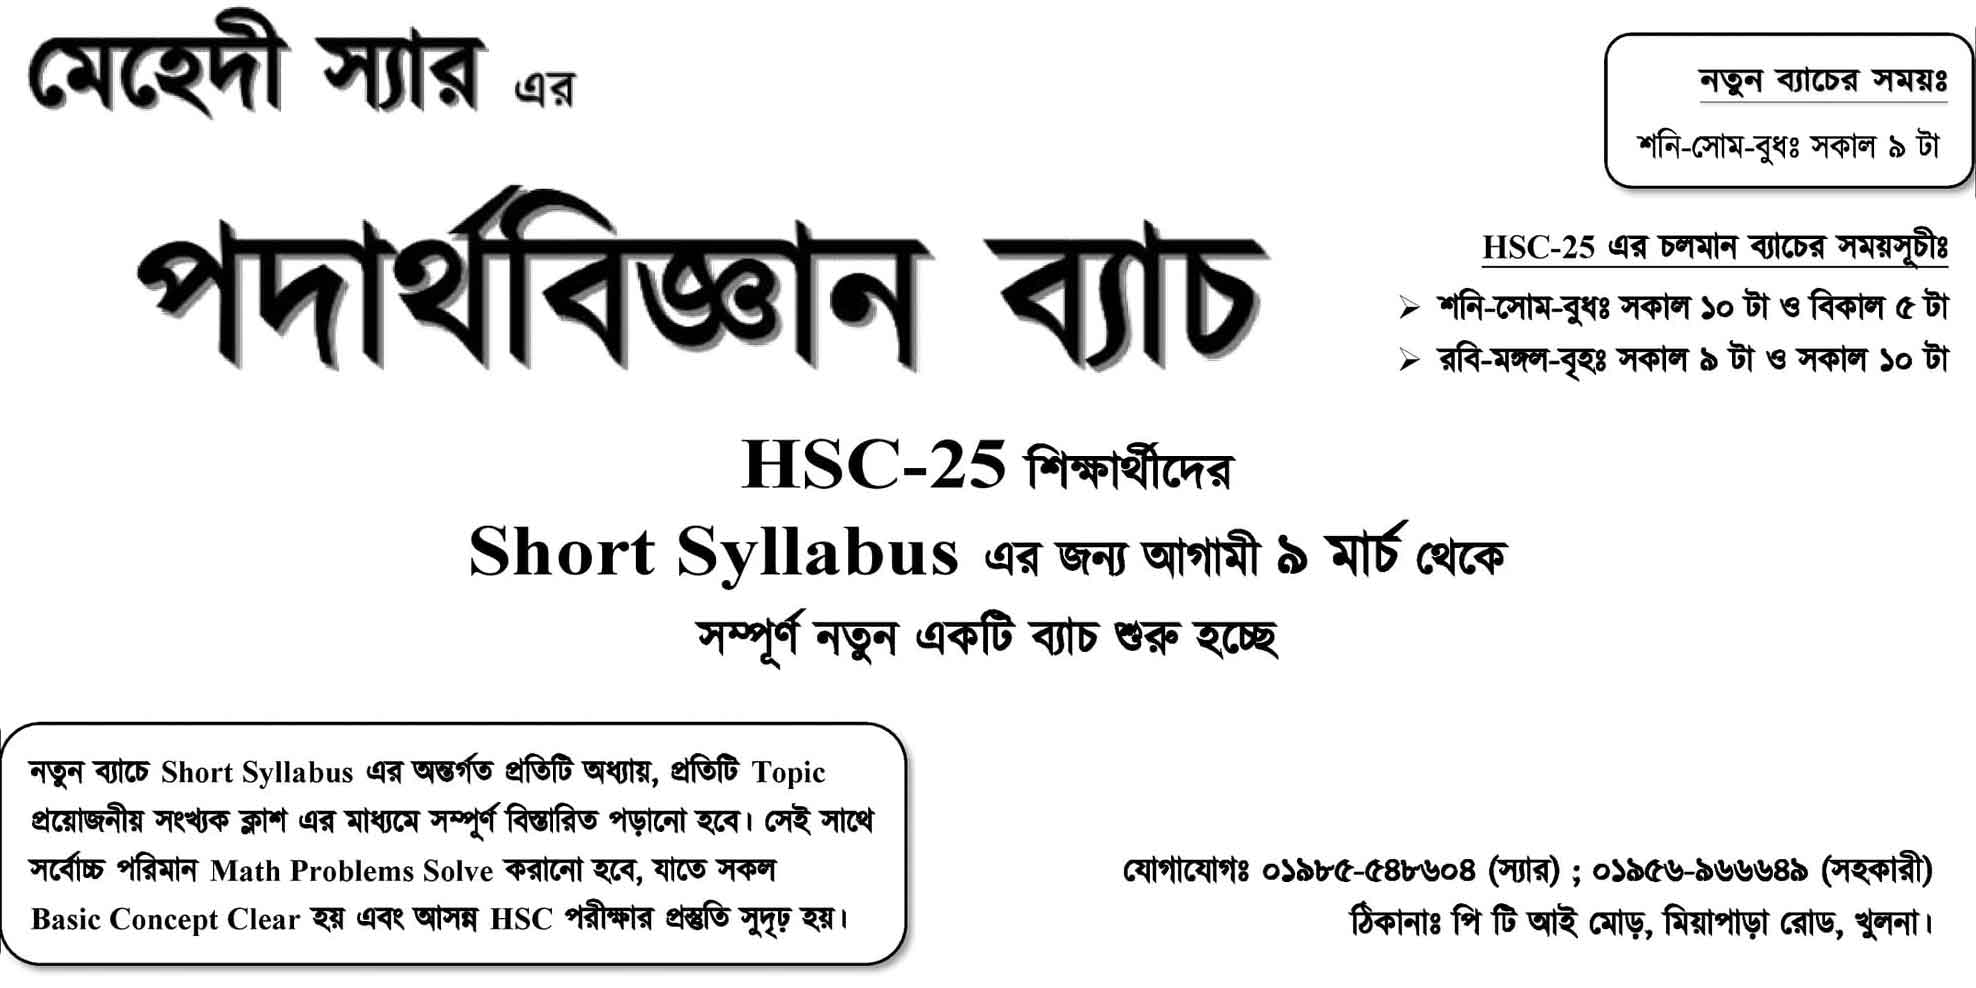 মেহেদী স্যার এর
নতুন ব্যাচের সময়ঃ
শনি-সোম-বুধঃ সকাল ৯ টা
পদার্থবিজ্ঞান ব্যাচ
HSC-25 এর চলমান ব্যাচের সময়সূচীঃ
➢ শনি-সোম-বুধঃ সকাল ১০ টা ও বিকাল ৫ টা
➢ রবি-মঙ্গল-বৃহঃ সকাল ৯ টা ও সকাল ১০ টা
HSC-25 শিক্ষার্থীদের
Short Syllabus এর জন্য আগামী ৯ মার্চ থেকে
সম্পূর্ণ নতুন একটি ব্যাচ শুরু হচ্ছে
নতুন ব্যাচে Short Syllabus এর অন্তর্গত প্রতিটি অধ্যায়, প্রতিটি Topic
প্রয়োজনীয় সংখ্যক ক্লাশ এর মাধ্যমে সম্পূর্ণ বিস্তারিত পড়ানো হবে। সেই সাথে
সর্বোচ্চ পরিমান Math Problems Solve করানো হবে, যাতে সকল
Basic Concept Clear হয় এবং আসন্ন HSC পরীক্ষার প্রস্তুতি সুদৃঢ় হয়।
যোগাযোগঃ ০১৯৮৫-৫৪৮৬০৪ (স্যার) ; ০১৯৫৬-৯৬৬৬৪৯ (সহকারী)
ঠিকানাঃ পি টি আই মোড়, মিয়াপাড়া রোড, খুলনা।